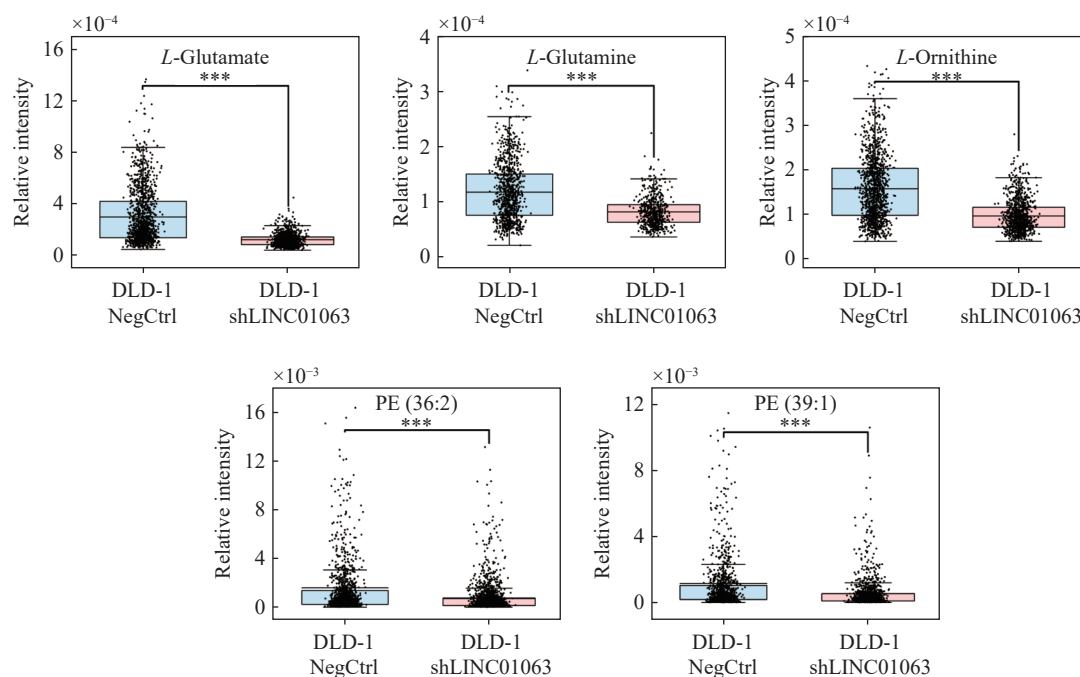 ×10⁻⁴
16
12
8
4
0
Relative intensity
L-Glutamate
***
DLD-1
NegCtrl
DLD-1
shLINC01063
×10⁻⁴
4
3
2
1
0
Relative intensity
L-Glutamine
***
DLD-1
NegCtrl
DLD-1
shLINC01063
×10⁻⁴
5
4
3
2
1
0
Relative intensity
L-Ornithine
***
DLD-1
NegCtrl
DLD-1
shLINC01063
×10⁻³
16
12
8
4
0
Relative intensity
PE (36:2)
***
DLD-1
NegCtrl
DLD-1
shLINC01063
×10⁻³
12
8
4
0
Relative intensity
PE (39:1)
***
DLD-1
NegCtrl
DLD-1
shLINC01063